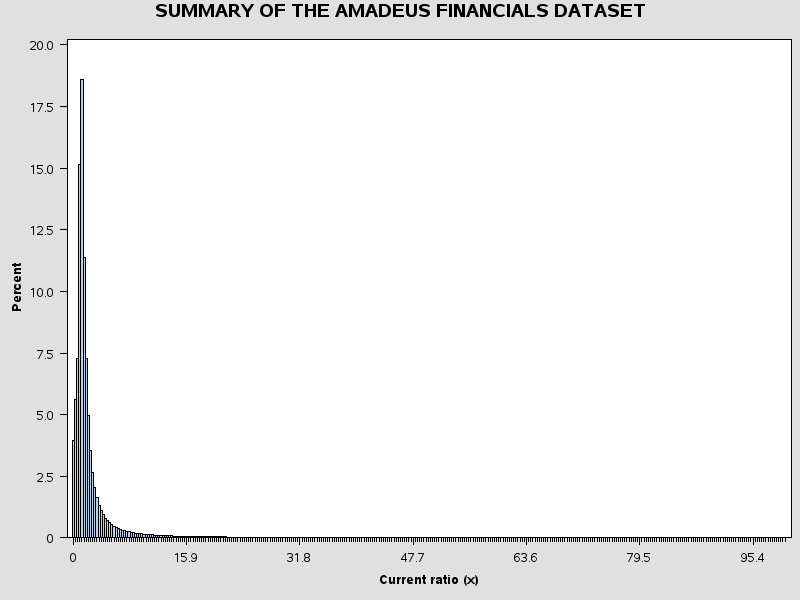 SUMMARY OF THE AMADEUS FINANCIALS DATASET
20.0
17.5
15.0
12.5
10.0
7.5
5.0
2.5
0
Percent
0 15.9 31.8 47.7 63.6 79.5 95.4
Current ratio (x)